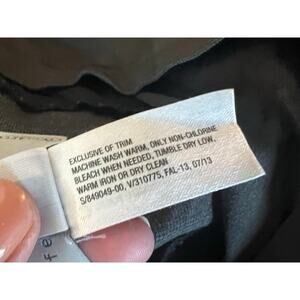 EXCLUSIVE OF TRIM
MACHINE WASH WARM, ONLY NON-CHLORINE
BLEACH WHEN NEEDED, TUMBLE DRY LOW,
WARM IRON OR DRY CLEAN
S/849049-00, V/310775, FAL-13, 07/13